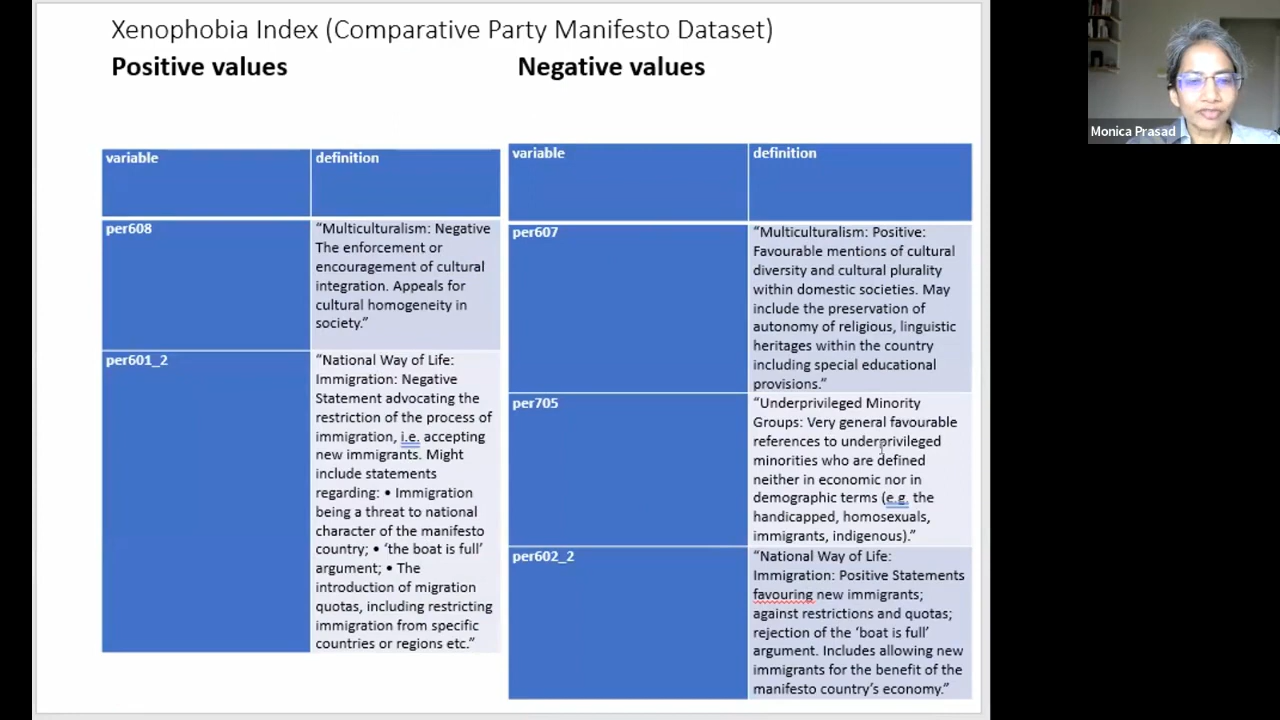 Xenophobia Index (Comparative Party Manifesto Dataset)
Positive values
Negative values
variable
definition
per608
“Multiculturalism: Negative
The enforcement or
encouragement of cultural
integration. Appeals for
cultural homogeneity in
society.”
per601_2
“National Way of Life:
Immigration: Negative
Statement advocating the
restriction of the process of
immigration, i.e. accepting
new immigrants. Might
include statements
regarding: • Immigration
being a threat to national
character of the manifesto
country; • ‘the boat is full’
argument; • The
introduction of migration
quotas, including restricting
immigration from specific
countries or regions etc.”
variable
definition
per607
“Multiculturalism: Positive:
Favourable mentions of cultural
diversity and cultural plurality
within domestic societies. May
include the preservation of
autonomy of religious, linguistic
heritages within the country
including special educational
provisions.”
per705
“Underprivileged Minority
Groups: Very general favourable
references to underprivileged
minorities who are defined
neither in economic nor in
demographic terms (e.g. the
handicapped, homosexuals,
immigrants, indigenous).”
per602_2
“National Way of Life:
Immigration: Positive Statements
favouring new immigrants;
against restrictions and quotas;
rejection of the ‘boat is full’
argument. Includes allowing new
immigrants for the benefit of the
manifesto country’s economy.”
Monica Prasad